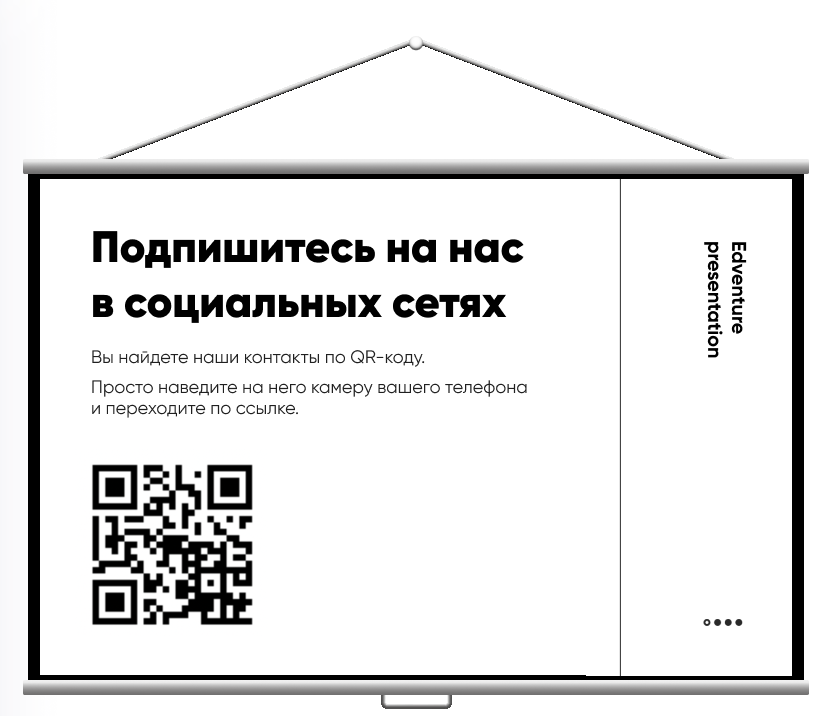 Подпишитесь на нас
в социальных сетях
Вы найдете наши контакты по QR-коду.
Просто наведите на него камеру вашего телефона
и переходите по ссылке.
Edventure
presentation